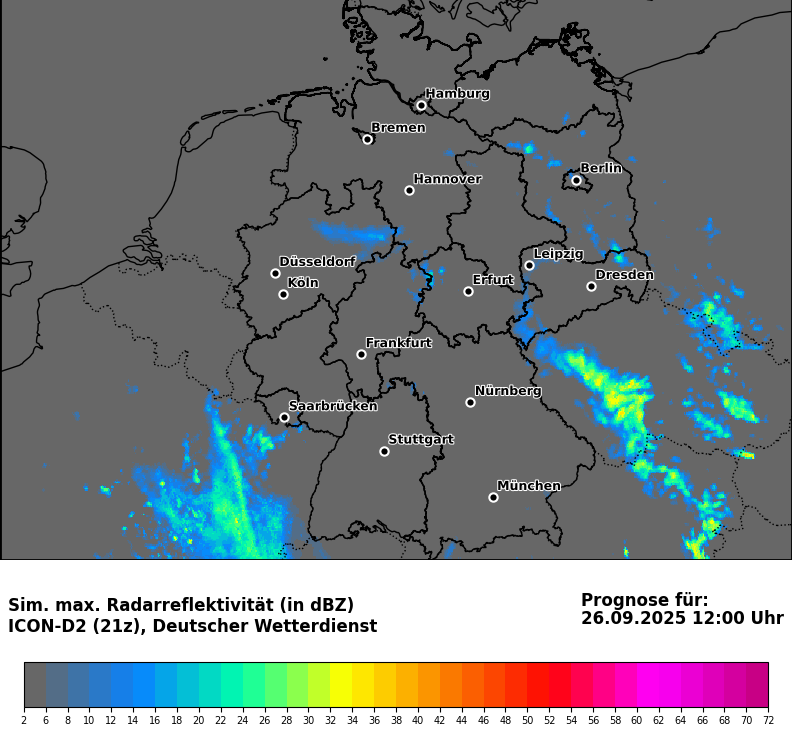 Hamburg
Bremen
Berlin
Hannover
Leipzig
Düsseldorf
Dresden
Köln
Erfurt
Frankfurt
Nürnberg
Saarbrücken
Stuttgart
München
Sim. max. Radarreflektivität (in dBZ)
ICON-D2 (21z), Deutscher Wetterdienst
Prognose für:
26.09.2025 12:00 Uhr
2 6 8 10 12 14 16 18 20 22 24 26 28 30 32 34 36 38 40 42 44 46 48 50 52 54 56 58 60 62 64 66 68 70 72